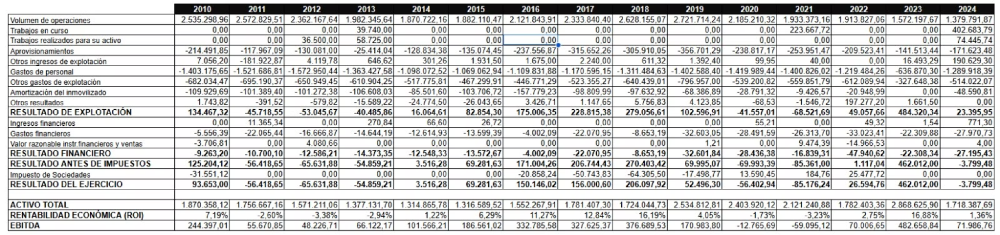 2010 2011 2012 2013 2014 2015 2016 2017 2018 2019 2020 2021 2022 2023 2024
Volumen de operaciones 2.535.298,96 2.572.829,51 2.362.167,64 1.982.345,64 1.870.722,16 1.882.110,47 2.121.843,91 2.333.840,40 2.628.155,07 2.721.714,24 2.185.210,32 1.933.373,16 1.913.827,06 1.572.197,67 1.379.791,87
Trabajos en curso 0,00 0,00 0,00 39.740,00 0,00 0,00 0,00 0,00 0,00 0,00 0,00 223.667,72 0,00 0,00 402.683,79
Trabajos realizados para su activo 0,00 0,00 36.500,00 58.725,00 0,00 0,00 0,00 0,00 0,00 0,00 0,00 0,00 0,00 0,00 74.445,74
Aprovisionamientos -214.491,85 -117.967,09 -130.081,00 -25.414,04 -128.834,38 -135.074,45 -237.556,87 -315.652,26 -305.910,05 -356.701,29 -238.817,17 -253.951,47 -209.523,41 -141.513,44 -171.623,48
Otros ingresos de explotación 7.056,20 -181.922,87 4.119,78 646,62 301,26 1.931,50 1.675,00 2.240,00 611,32 1.392,40 99,95 40,00 0,00 16.493,29 190.629,30
Gastos de personal -1.403.175,65 -1.521.686,81 -1.572.950,44 -1.363.427,58 -1.098.072,52 -1.069.062,94 -1.109.831,88 -1.170.595,15 -1.311.484,63 -1.402.588,40 -1.419.989,44 -1.400.826,02 -1.219.484,26 -636.870,30 -1.289.918,39
Otros gastos de explotación -682.034,47 -695.190,37 -650.949,45 -610.904,25 -517.775,81 -467.299,91 -446.771,29 -523.355,27 -640.439,01 -796.957,00 -539.200,82 -559.851,79 -612.089,94 -327.648,38 -514.022,07
Amortización del inmovilizado -109.929,69 -101.389,40 -101.272,38 -106.608,03 -85.501,60 -103.706,72 -157.779,23 -98.809,99 -97.632,92 -68.386,89 -28.791,32 -9.426,57 -20.948,99 0,00 -48.590,81
Otros resultados 1.743,82 -391,52 -579,82 -15.589,22 -24.774,50 -26.043,65 3.426,71 1.147,65 5.756,83 4.123,85 -68,53 -1.546,72 197.277,20 1.661,50 0,00
RESULTADO DE EXPLOTACIÓN 134.467,32 -45.718,55 -53.045,67 -40.485,86 16.064,61 82.854,30 175.006,35 228.815,38 279.056,61 102.596,91 -41.557,01 -68.521,69 49.057,66 484.320,34 23.395,95
Ingresos financieros 0,00 11.365,34 0,00 270,84 66,60 26,72 0,00 0,00 0,00 0,00 55,21 0,00 49,32 1,54 771,30
Gastos financieros -5.556,39 -22.065,44 -16.666,87 -14.644,19 -12.614,93 -13.599,39 -4.002,09 -22.070,95 -8.653,19 -32.603,05 -28.491,59 -26.313,70 -33.023,41 -22.309,88 -27.970,73
Valor razonable instr.financieros y ventas -3.706,81 0,00 4.080,66 0,00 0,00 0,00 0,00 0,00 0,00 1,21 0,00 9.474,39 -14.966,53 0,00 4,00
RESULTADO FINANCIERO -9.263,20 -10.700,10 -12.586,21 -14.373,35 -12.548,33 -13.572,67 -4.002,09 -22.070,95 -8.653,19 -32.601,84 -28.436,38 -16.839,31 -47.940,62 -22.308,34 -27.195,43
RESULTADO ANTES DE IMPUESTOS 125.204,12 -56.418,65 -65.631,88 -54.859,21 3.516,28 69.281,63 171.004,26 206.744,43 270.403,42 69.995,07 -69.993,39 -85.361,00 1.117,04 462.012,00 -3.799,48
Impuesto de Sociedades -31.551,12 0,00 0,00 0,00 0,00 0,00 -20.858,24 -50.743,83 -64.305,50 -17.498,77 13.590,45 184,76 25.477,72 0,00 0,00
RESULTADO DEL EJERCICIO 93.653,00 -56.418,65 -65.631,88 -54.859,21 3.516,28 69.281,63 150.146,02 156.000,60 206.097,92 52.496,30 -56.402,94 -85.176,24 26.594,76 462.012,00 -3.799,48
ACTIVO TOTAL 1.870.358,12 1.756.667,16 1.571.211,06 1.377.131,70 1.314.865,78 1.316.589,52 1.552.267,91 1.781.407,30 1.724.044,73 2.534.812,81 2.403.920,12 2.121.240,88 1.782.403,36 2.868.625,90 1.718.387,69
RENTABILIDAD ECONÓMICA (ROI) 7,19% -2,60% -3,38% -2,94% 1,22% 6,29% 11,27% 12,84% 16,19% 4,05% -1,73% -3,23% 2,75% 16,88% 1,36%
EBITDA 244.397,01 55.670,85 48.226,71 66.122,17 101.566,21 186.561,02 332.785,58 327.625,37 376.689,53 170.983,80 -12.765,69 -59.095,12 70.006,65 482.658,84 71.986,76